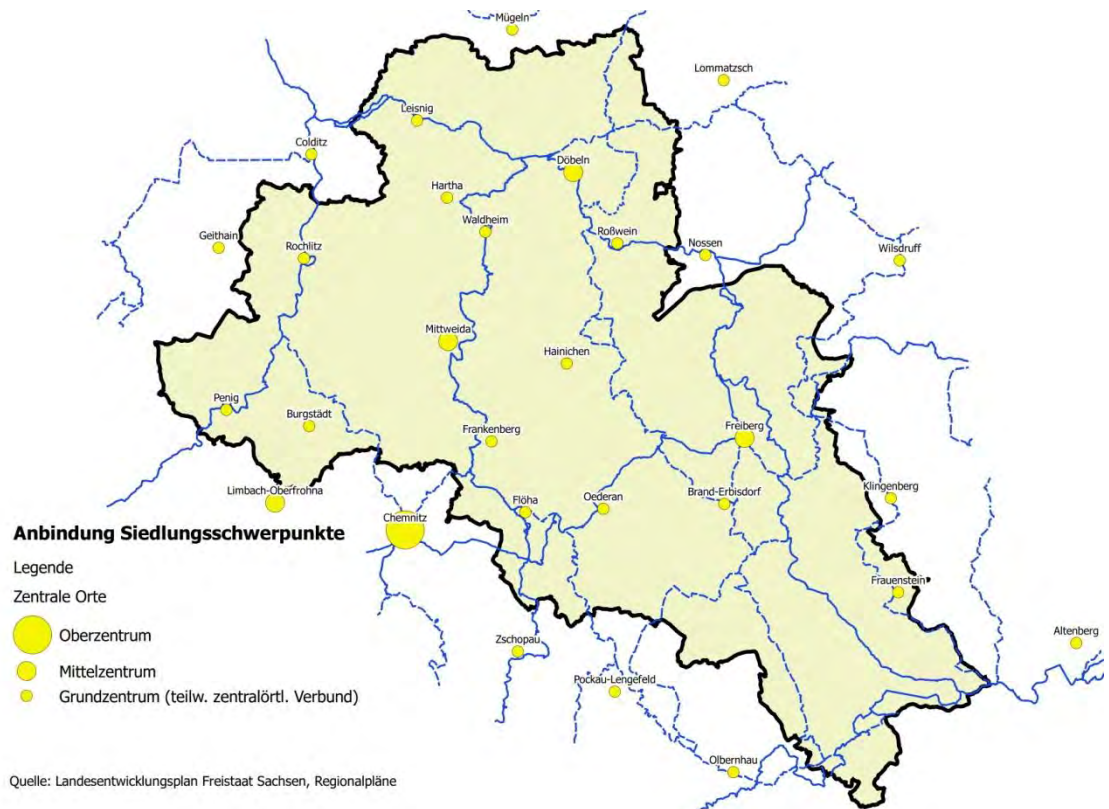 Mügeln
Lommatzsch
Leisnig
Colditz
Döbeln
Hartha
Waldheim
Roßwein
Geithain
Rochlitz
Nossen
Wilsdruff
Mittweida
Hainichen
Penig
Burgstädt
Frankenberg
Freiberg
Limbach-Oberfrohna
Chemnitz
Flöha
Oederan
Brand-Erbisdorf
Klingenberg
Frauenstein
Zschopau
Altenberg
Pockau-Lengefeld
Olbernhau
Anbindung Siedlungsschwerpunkte
Legende
Zentrale Orte
Oberzentrum
Mittelzentrum
Grundzentrum (teilw. zentralörtl. Verbund)
Quelle: Landesentwicklungsplan Freistaat Sachsen, Regionalpläne